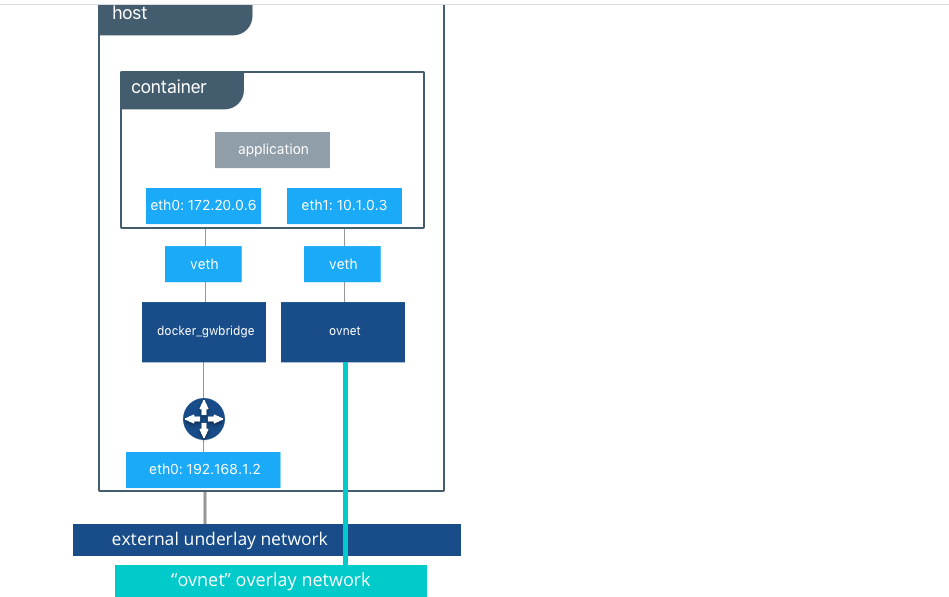 host
container
application
eth0: 172.20.0.6
eth1: 10.1.0.3
veth
veth
docker_gwbridge
ovnet
eth0: 192.168.1.2
external underlay network
“ovnet” overlay network